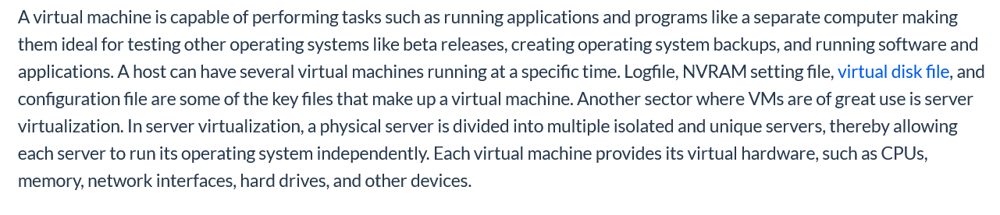 A virtual machine is capable of performing tasks such as running applications and programs like a separate computer making
them ideal for testing other operating systems like beta releases, creating operating system backups, and running software and
applications. A host can have several virtual machines running at a specific time. Logfile, NVRAM setting file, virtual disk file, and
configuration file are some of the key files that make up a virtual machine. Another sector where VMs are of great use is server
virtualization. In server virtualization, a physical server is divided into multiple isolated and unique servers, thereby allowing
each server to run its operating system independently. Each virtual machine provides its virtual hardware, such as CPUs,
memory, network interfaces, hard drives, and other devices.